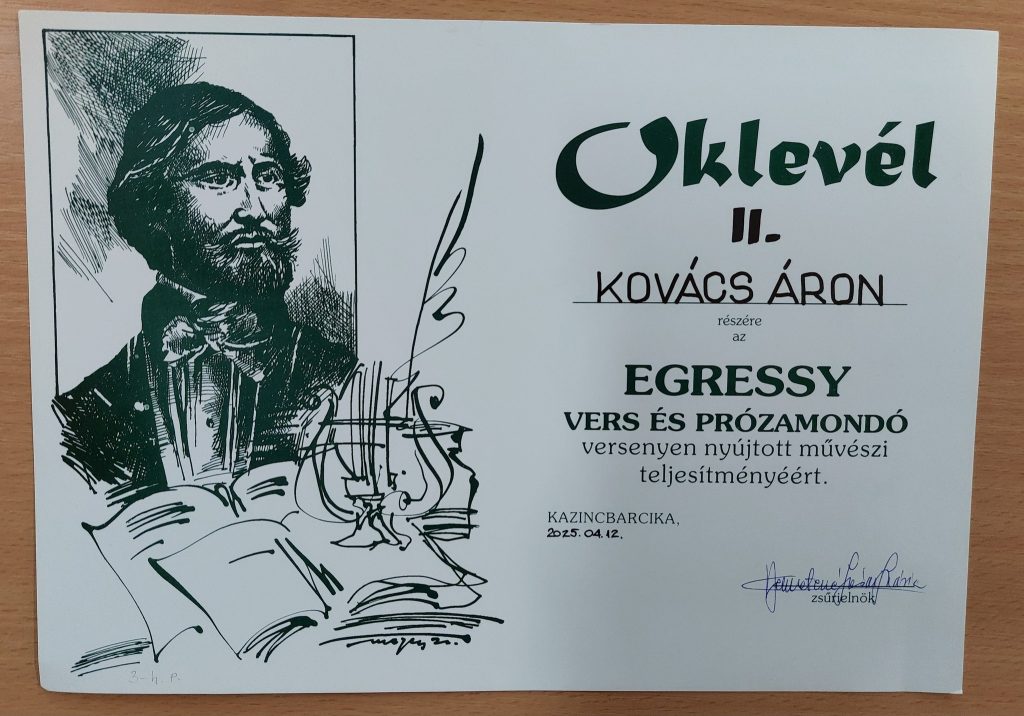 Oklevél
II.
KOVÁCS ÁRON
részére
az
EGRESSY
VERS ÉS PRÓZAMONDÓ
versenyen nyújtott művészi
teljesítményéért.
KAZINCBARCIKA,
2025.04.12.
zsűrielnök
3-h.p.